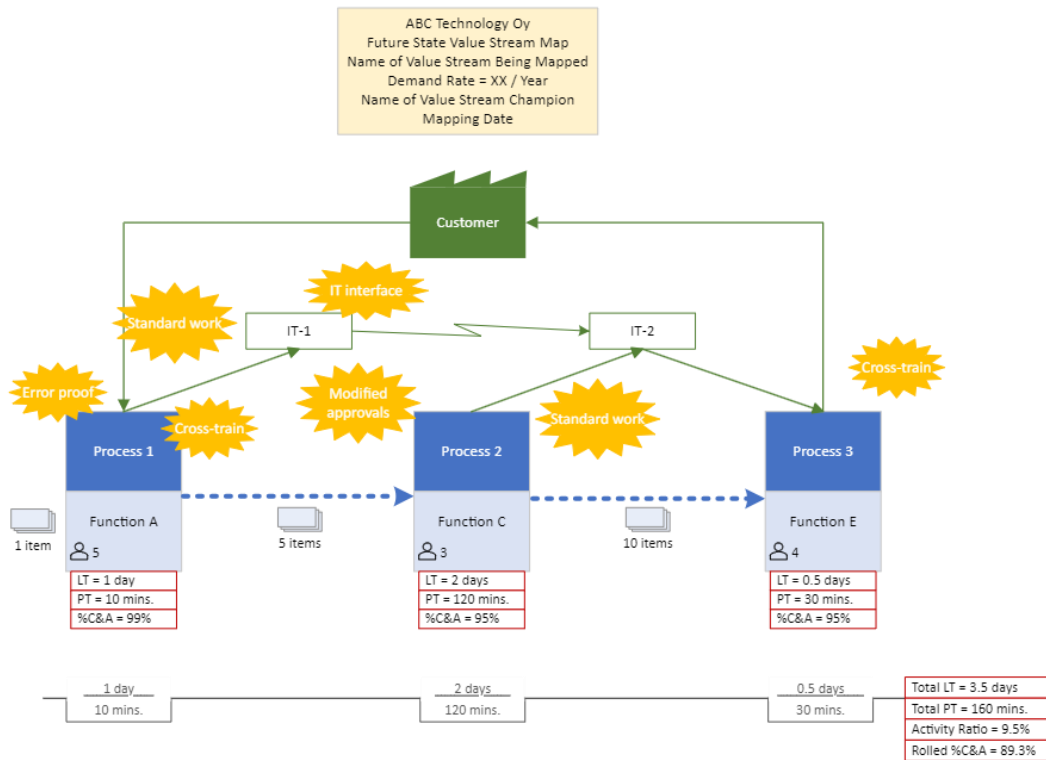 ABC Technology Oy
Future State Value Stream Map
Name of Value Stream Being Mapped
Demand Rate = XX / Year
Name of Value Stream Champion
Mapping Date
Customer
IT interface
Standard work
IT-1
IT-2
Error proof
Cross-train
Modified
approvals
Standard work
Cross-train
Process 1
Process 2
Process 3
1 item
Function A
5
5 items
Function C
3
10 items
Function E
4
LT = 1 day
PT = 10 mins.
%C&A = 99%
LT = 2 days
PT = 120 mins.
%C&A = 95%
LT = 0.5 days
PT = 30 mins.
%C&A = 95%
1 day
10 mins.
2 days
120 mins.
0.5 days
30 mins.
Total LT = 3.5 days
Total PT = 160 mins.
Activity Ratio = 9.5%
Rolled %C&A = 89.3%